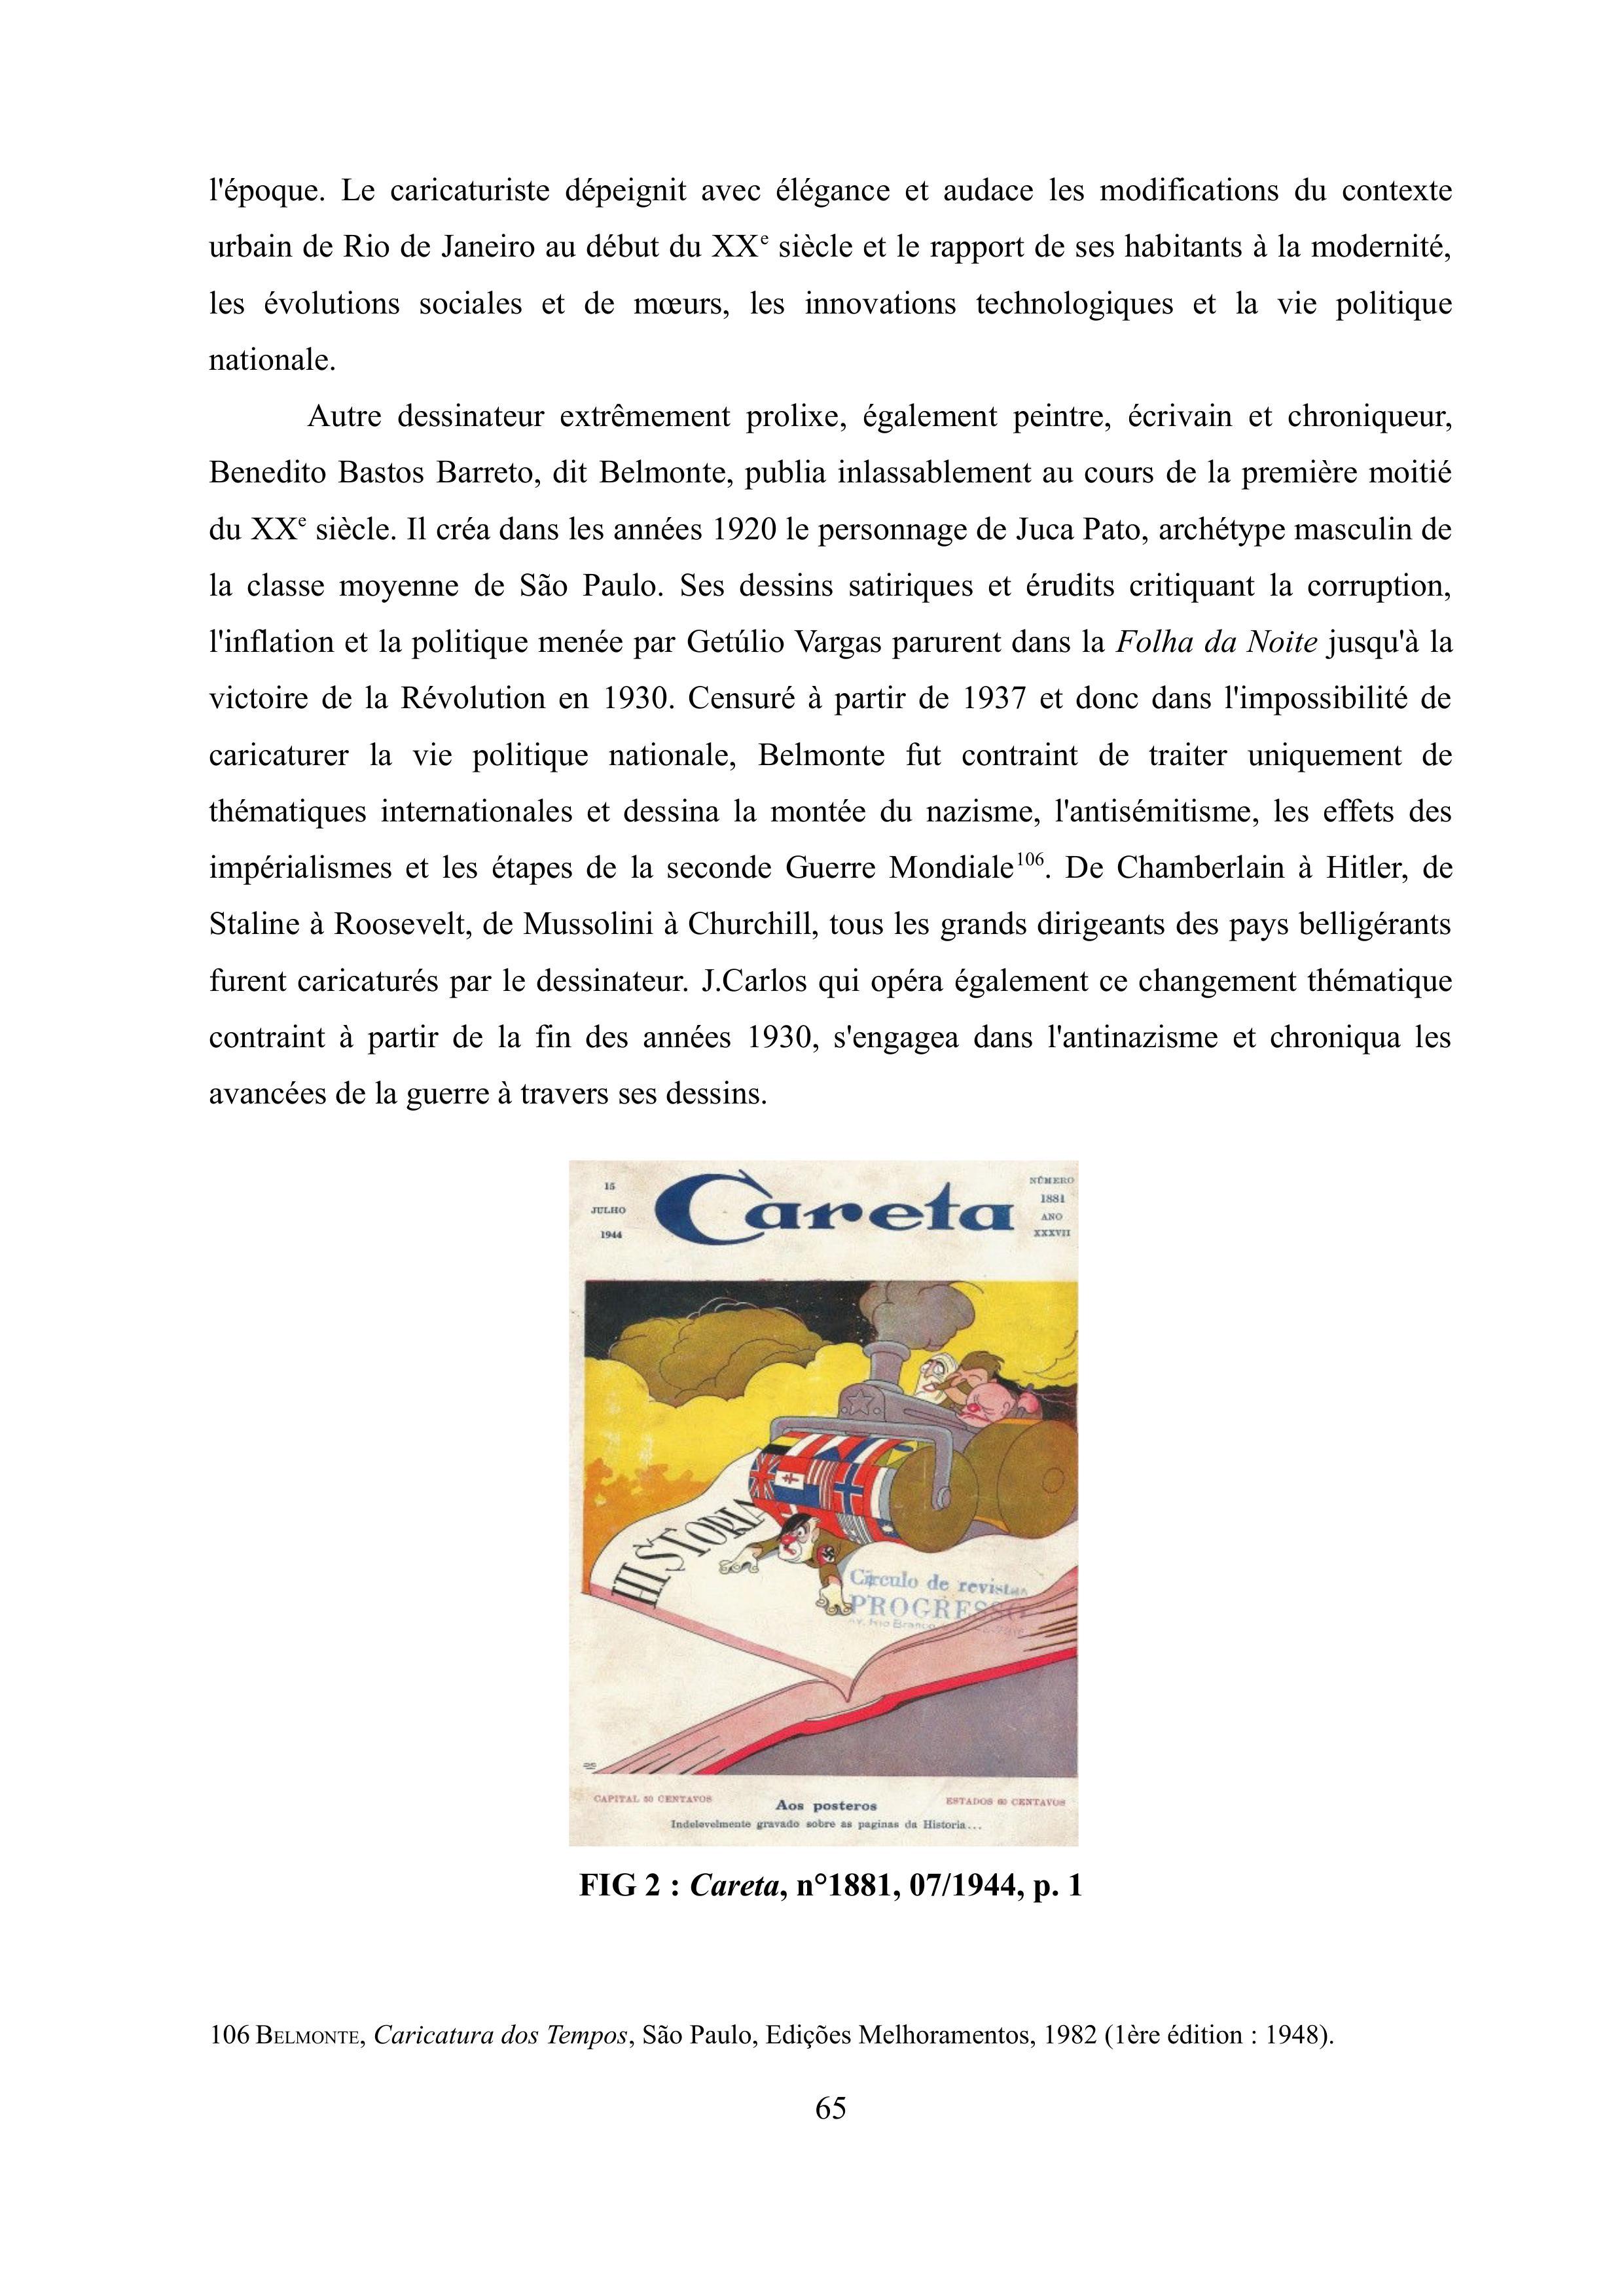 l'époque. Le caricaturiste dépeignit avec élégance et audace les modifications du contexte
urbain de Rio de Janeiro au début du XXe siècle et le rapport de ses habitants à la modernité,
les évolutions sociales et de mœurs, les innovations technologiques et la vie politique
nationale.
Autre dessinateur extrêmement prolixe, également peintre, écrivain et chroniqueur,
Benedito Bastos Barreto, dit Belmonte, publia inlassablement au cours de la première moitié
du XXe siècle. Il créa dans les années 1920 le personnage de Juca Pato, archétype masculin de
la classe moyenne de São Paulo. Ses dessins satiriques et érudits critiquant la corruption,
l'inflation et la politique menée par Getúlio Vargas parurent dans la Folha da Noite jusqu'à la
victoire de la Révolution en 1930. Censuré à partir de 1937 et donc dans l'impossibilité de
caricaturer la vie politique nationale, Belmonte fut contraint de traiter uniquement de
thématiques internationales et dessina la montée du nazisme, l'antisémitisme, les effets des
impérialismes et les étapes de la seconde Guerre Mondiale106. De Chamberlain à Hitler, de
Staline à Roosevelt, de Mussolini à Churchill, tous les grands dirigeants des pays belligérants
furent caricaturés par le dessinateur. J.Carlos qui opéra également ce changement thématique
contraint à partir de la fin des années 1930, s'engagea dans l'antinazisme et chroniqua les
avancées de la guerre à travers ses dessins.
15
JULHO
1944
Careta
NÚMERO
1881
ANO
XXXVII
HISTORIA
Círculo de revistas
PROGRESSO
Av. Rio Branco
CAPITAL 50 CENTAVOS
Aos posteros
ESTADOS 60 CENTAVOS
Indelevelmente gravado sobre as paginas da Historia...
FIG 2 : Careta, n°1881, 07/1944, p. 1
106 BELMONTE, Caricatura dos Tempos, São Paulo, Edições Melhoramentos, 1982 (1ère édition : 1948).
65